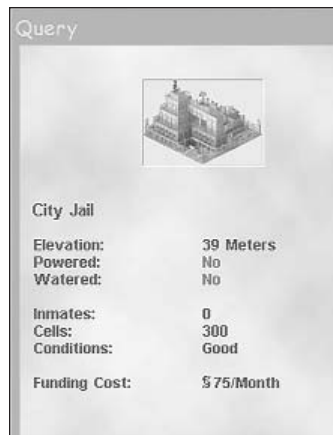 Query
City Jail
Elevation: 39 Meters
Powered: No
Watered: No
Inmates: 0
Cells: 300
Conditions: Good
Funding Cost: §75/Month